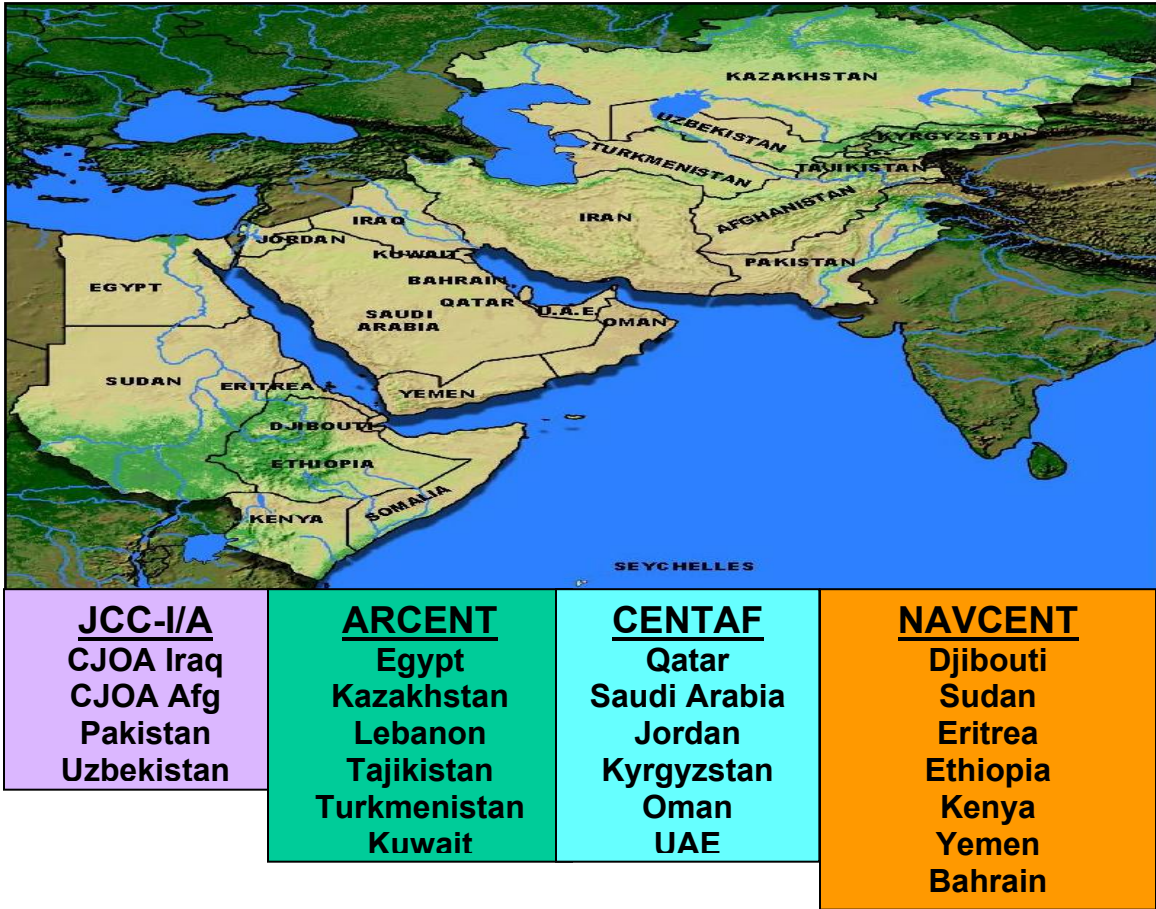 KAZAKHSTAN
UZBEKISTAN
KYRGYZSTAN
TURKMENISTAN
TAJIKISTAN
AFGHANISTAN
IRAQ
IRAN
JORDAN
KUWAIT
PAKISTAN
BAHRAIN
EGYPT
QATAR
U.A.E.
SAUDI
ARABIA
OMAN
SUDAN
ERITREA
YEMEN
DJIBOUTI
ETHIOPIA
SOMALIA
KENYA
SEYCHELLES
JCC-I/A
CJOA Iraq
CJOA Afg
Pakistan
Uzbekistan
ARCENT
Egypt
Kazakhstan
Lebanon
Tajikistan
Turkmenistan
Kuwait
CENTAF
Qatar
Saudi Arabia
Jordan
Kyrgyzstan
Oman
UAE
NAVCENT
Djibouti
Sudan
Eritrea
Ethiopia
Kenya
Yemen
Bahrain